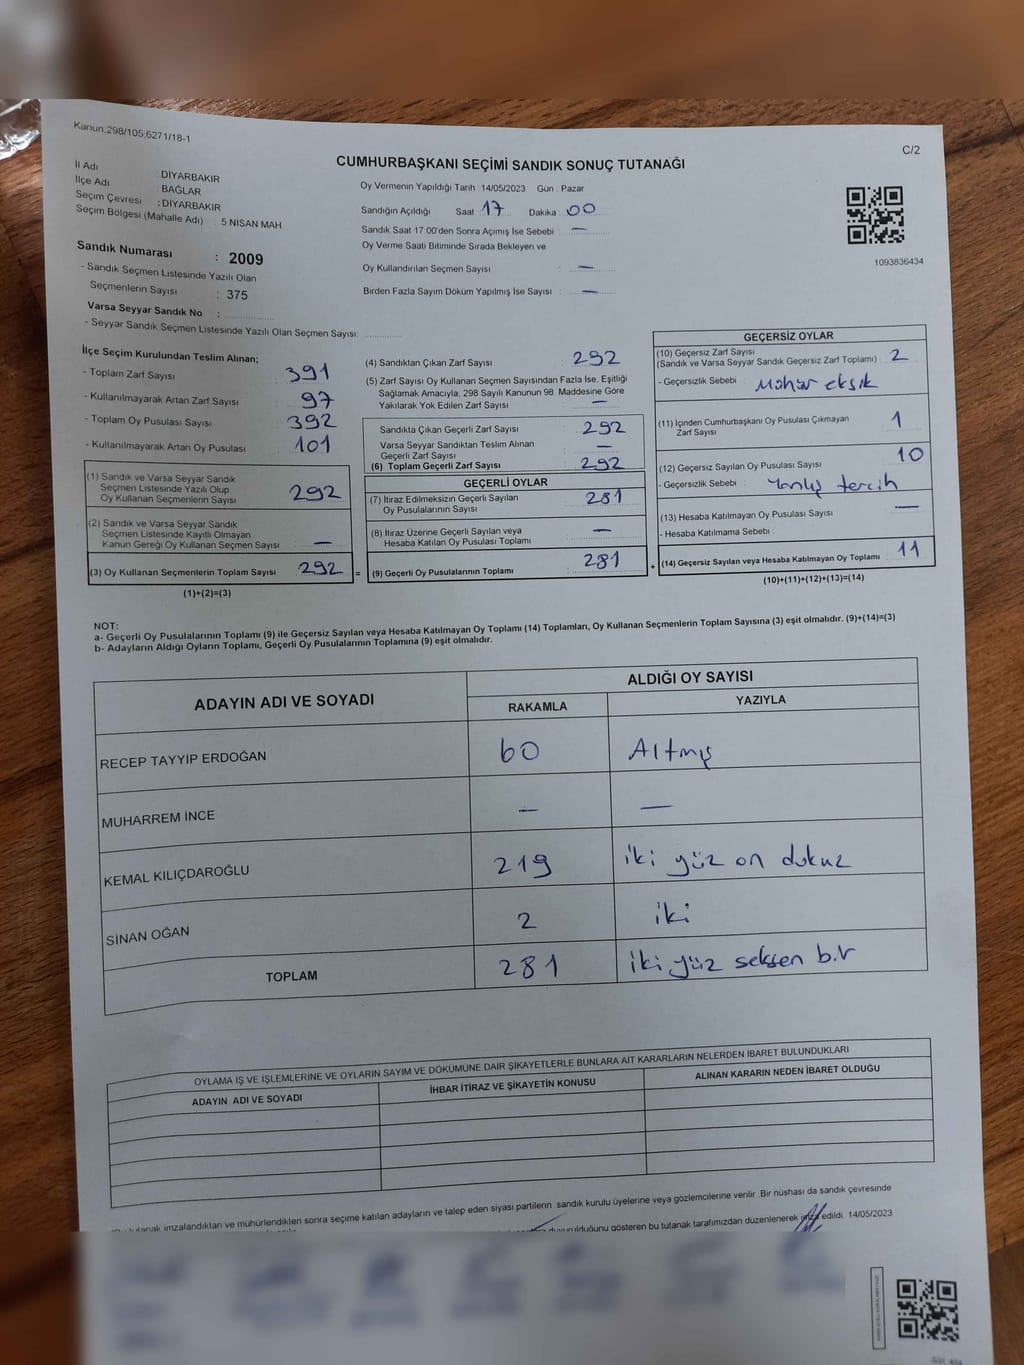 Kanun:298/105,6271/18-1
C/2
CUMHURBAŞKANI SEÇİMİ SANDIK SONUÇ TUTANAĞI
İl Adı DİYARBAKIR
İlçe Adı : BAĞLAR
Seçim Çevresi : DİYARBAKIR
Seçim Bölgesi (Mahalle Adı) : 5 NİSAN MAH.
Sandık Numarası : 2009
- Sandık Seçmen Listesinde Yazılı Olan
Seçmenlerin Sayısı : 375
Varsa Seyyar Sandık No :
- Seyyar Sandık Seçmen Listesinde Yazılı Olan Seçmen Sayısı:
Oy Vermenin Yapıldığı Tarih : 14/05/2023 Gün : Pazar
Sandığın Açıldığı Saat 17 Dakika 00
Sandık Saat 17:00'den Sonra Açılmış İse Sebebi : —
Oy Verme Saati Bitiminde Sırada Bekleyen ve
Oy Kullandırılan Seçmen Sayısı : —
Birden Fazla Sayım Döküm Yapılmış İse Sayısı : —
1093836434
İlçe Seçim Kurulundan Teslim Alınan;
- Toplam Zarf Sayısı : 391
- Kullanılmayarak Artan Zarf Sayısı : 97
- Toplam Oy Pusulası Sayısı : 392
- Kullanılmayarak Artan Oy Pusulası : 101
(1) Sandık ve Varsa Seyyar Sandık
Seçmen Listesinde Yazılı Olup
Oy Kullanan Seçmenlerin Sayısı : 292
(2) Sandık ve Varsa Seyyar Sandık
Seçmen Listesinde Kayıtlı Olmayan
Kanun Gereği Oy Kullanan Seçmen Sayısı : —
(3) Oy Kullanan Seçmenlerin Toplam Sayısı : 292
(1)+(2)=(3)
(4) Sandıktan Çıkan Zarf Sayısı : 292
(5) Zarf Sayısı Oy Kullanan Seçmen Sayısından Fazla İse, Eşitliği
Sağlamak Amacıyla; 298 Sayılı Kanunun 98. Maddesine Göre
Yakılarak Yok Edilen Zarf Sayısı : —
Sandıkta Çıkan Geçerli Zarf Sayısı : 292
Varsa Seyyar Sandıktan Teslim Alınan
Geçerli Zarf Sayısı : —
(6) Toplam Geçerli Zarf Sayısı : 292
GEÇERLİ OYLAR
(7) İtiraz Edilmeksizin Geçerli Sayılan
Oy Pusulalarının Sayısı : 281
(8) İtiraz Üzerine Geçerli Sayılan veya
Hesaba Katılan Oy Pusulası Toplamı : —
= (9) Geçerli Oy Pusulalarının Toplamı : 281
GEÇERSİZ OYLAR
(10) Geçersiz Zarf Sayısı
(Sandık ve Varsa Seyyar Sandık Geçersiz Zarf Toplamı) : 2
- Geçersizlik Sebebi : Mühür eksik
(11) İçinden Cumhurbaşkanı Oy Pusulası Çıkmayan
Zarf Sayısı : 1
(12) Geçersiz Sayılan Oy Pusulası Sayısı 10
- Geçersizlik Sebebi : Yanlış tercih
(13) Hesaba Katılmayan Oy Pusulası Sayısı : —
- Hesaba Katılmama Sebebi :
+ (14) Geçersiz Sayılan veya Hesaba Katılmayan Oy Toplamı : 11
(10)+(11)+(12)+(13)=(14)
NOT:
a- Geçerli Oy Pusulalarının Toplamı (9) ile Geçersiz Sayılan veya Hesaba Katılmayan Oy Toplamı (14) Toplamları, Oy Kullanan Seçmenlerin Toplam Sayısına (3) eşit olmalıdır. (9)+(14)=(3)
b- Adayların Aldığı Oyların Toplamı, Geçerli Oy Pusulalarının Toplamına (9) eşit olmalıdır.
ADAYIN ADI VE SOYADI
ALDIĞI OY SAYISI
RAKAMLA YAZIYLA
RECEP TAYYİP ERDOĞAN 60 Altmış
MUHARREM İNCE — —
KEMAL KILIÇDAROĞLU 219 iki yüz on dokuz
SİNAN OĞAN 2 iki
TOPLAM 281 iki yüz seksen bir
OYLAMA İŞ VE İŞLEMLERİNE VE OYLARIN SAYIM VE DÖKÜMÜNE DAİR ŞİKAYETLERLE BUNLARA AİT KARARLARIN NELERDEN İBARET BULUNDUKLARI
ADAYIN ADI VE SOYADI İHBAR İTİRAZ VE ŞİKAYETİN KONUSU ALINAN KARARIN NEDEN İBARET OLDUĞU
tutanak imzalandıktan ve mühürlendikten sonra seçime katılan adayların ve talep eden siyasi partilerin sandık kurulu üyelerine veya gözlemcilerine verilir. Bir nüshası da sandık çevresinde
duyurulduğunu gösteren bu tutanak tarafımızdan düzenlenerek imza edildi. 14/05/2023